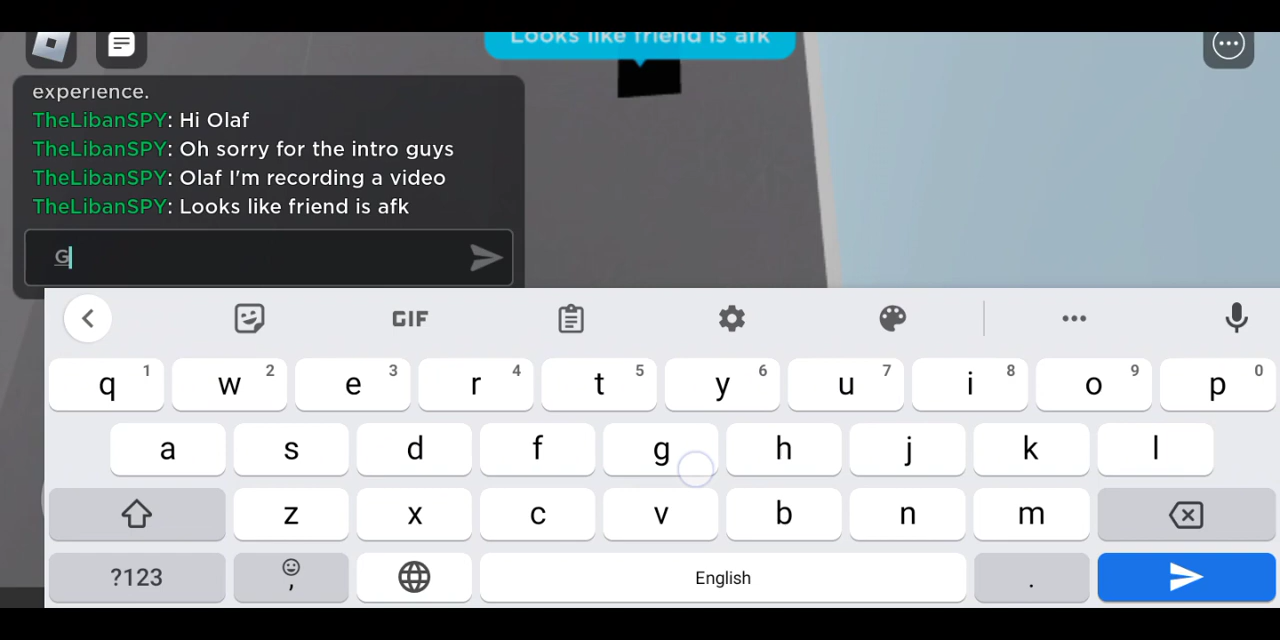 Looks like friend is afk
experience.
TheLibanSPY: Hi Olaf
TheLibanSPY: Oh sorry for the intro guys
TheLibanSPY: Olaf I'm recording a video
TheLibanSPY: Looks like friend is afk
G
GIF
q 1 w 2 e 3 r 4 t 5 y 6 u 7 i 8 o 9 p 0
a s d f g h j k l
z x c v b n m
?123 , English .